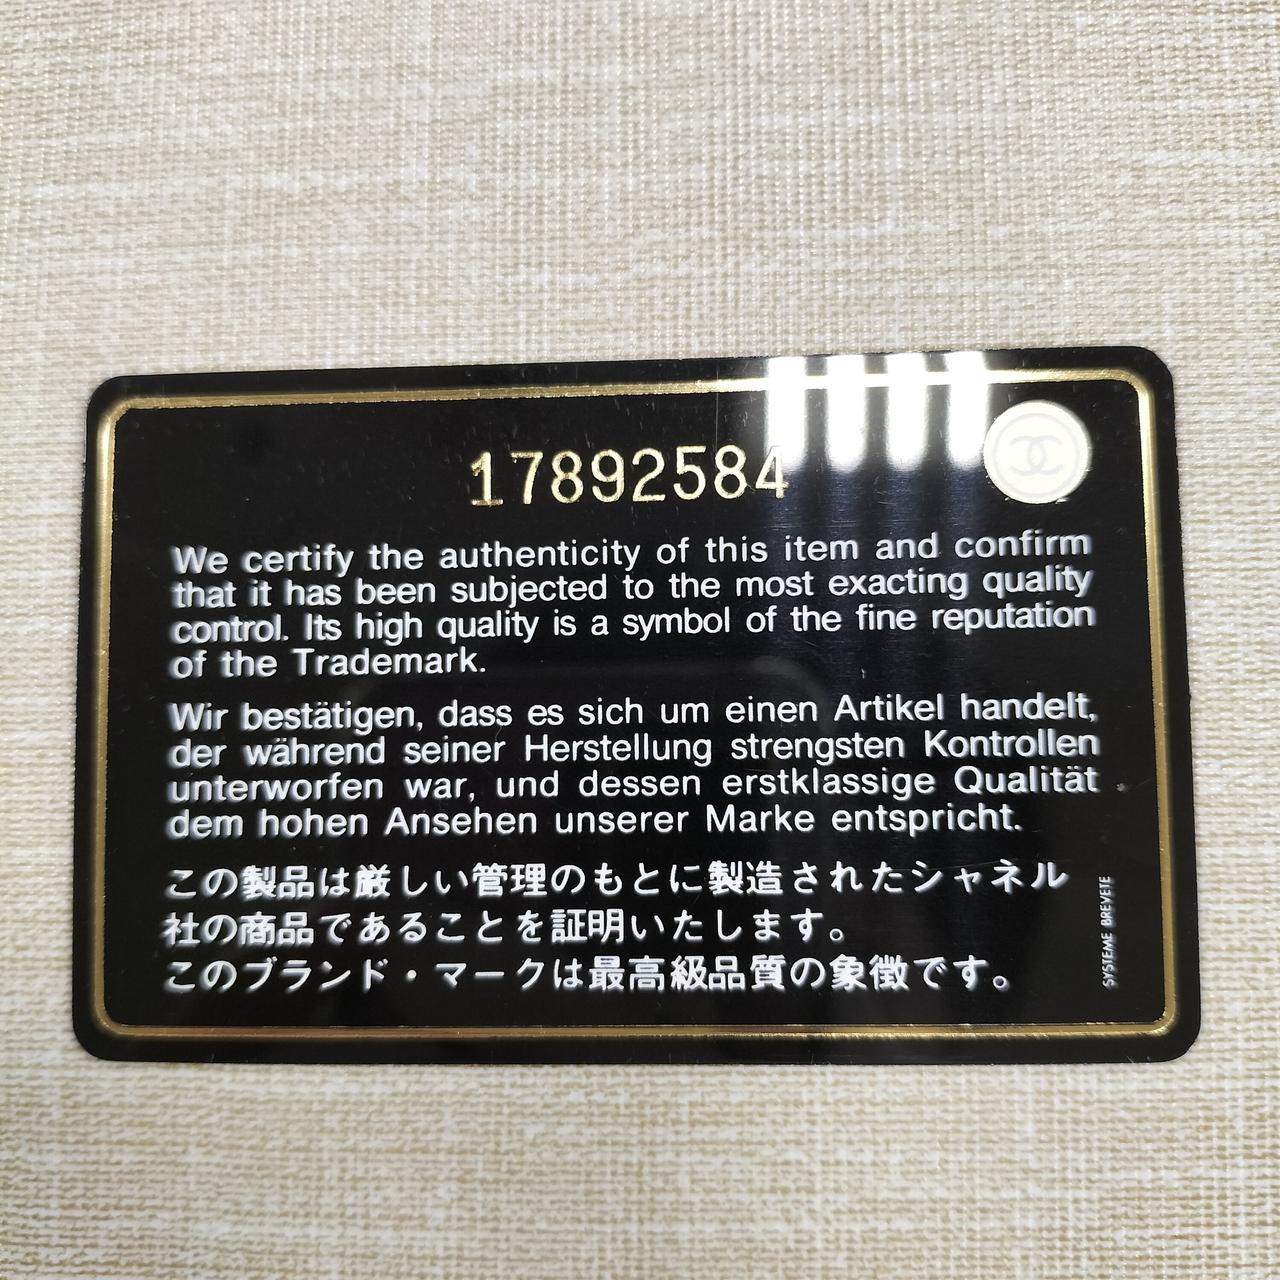 17892584
We certify the authenticity of this item and confirm
that it has been subjected to the most exacting quality
control. Its high quality is a symbol of the fine reputation
of the Trademark.
Wir bestätigen, dass es sich um einen Artikel handelt,
der während seiner Herstellung strengsten Kontrollen
unterworfen war, und dessen erstklassige Qualität
dem hohen Ansehen unserer Marke entspricht.
この製品は厳しい管理のもとに製造されたシャネル
社の商品であることを証明いたします。
このブランド・マークは最高級品質の象徴です。
SYSTEME BREVETE